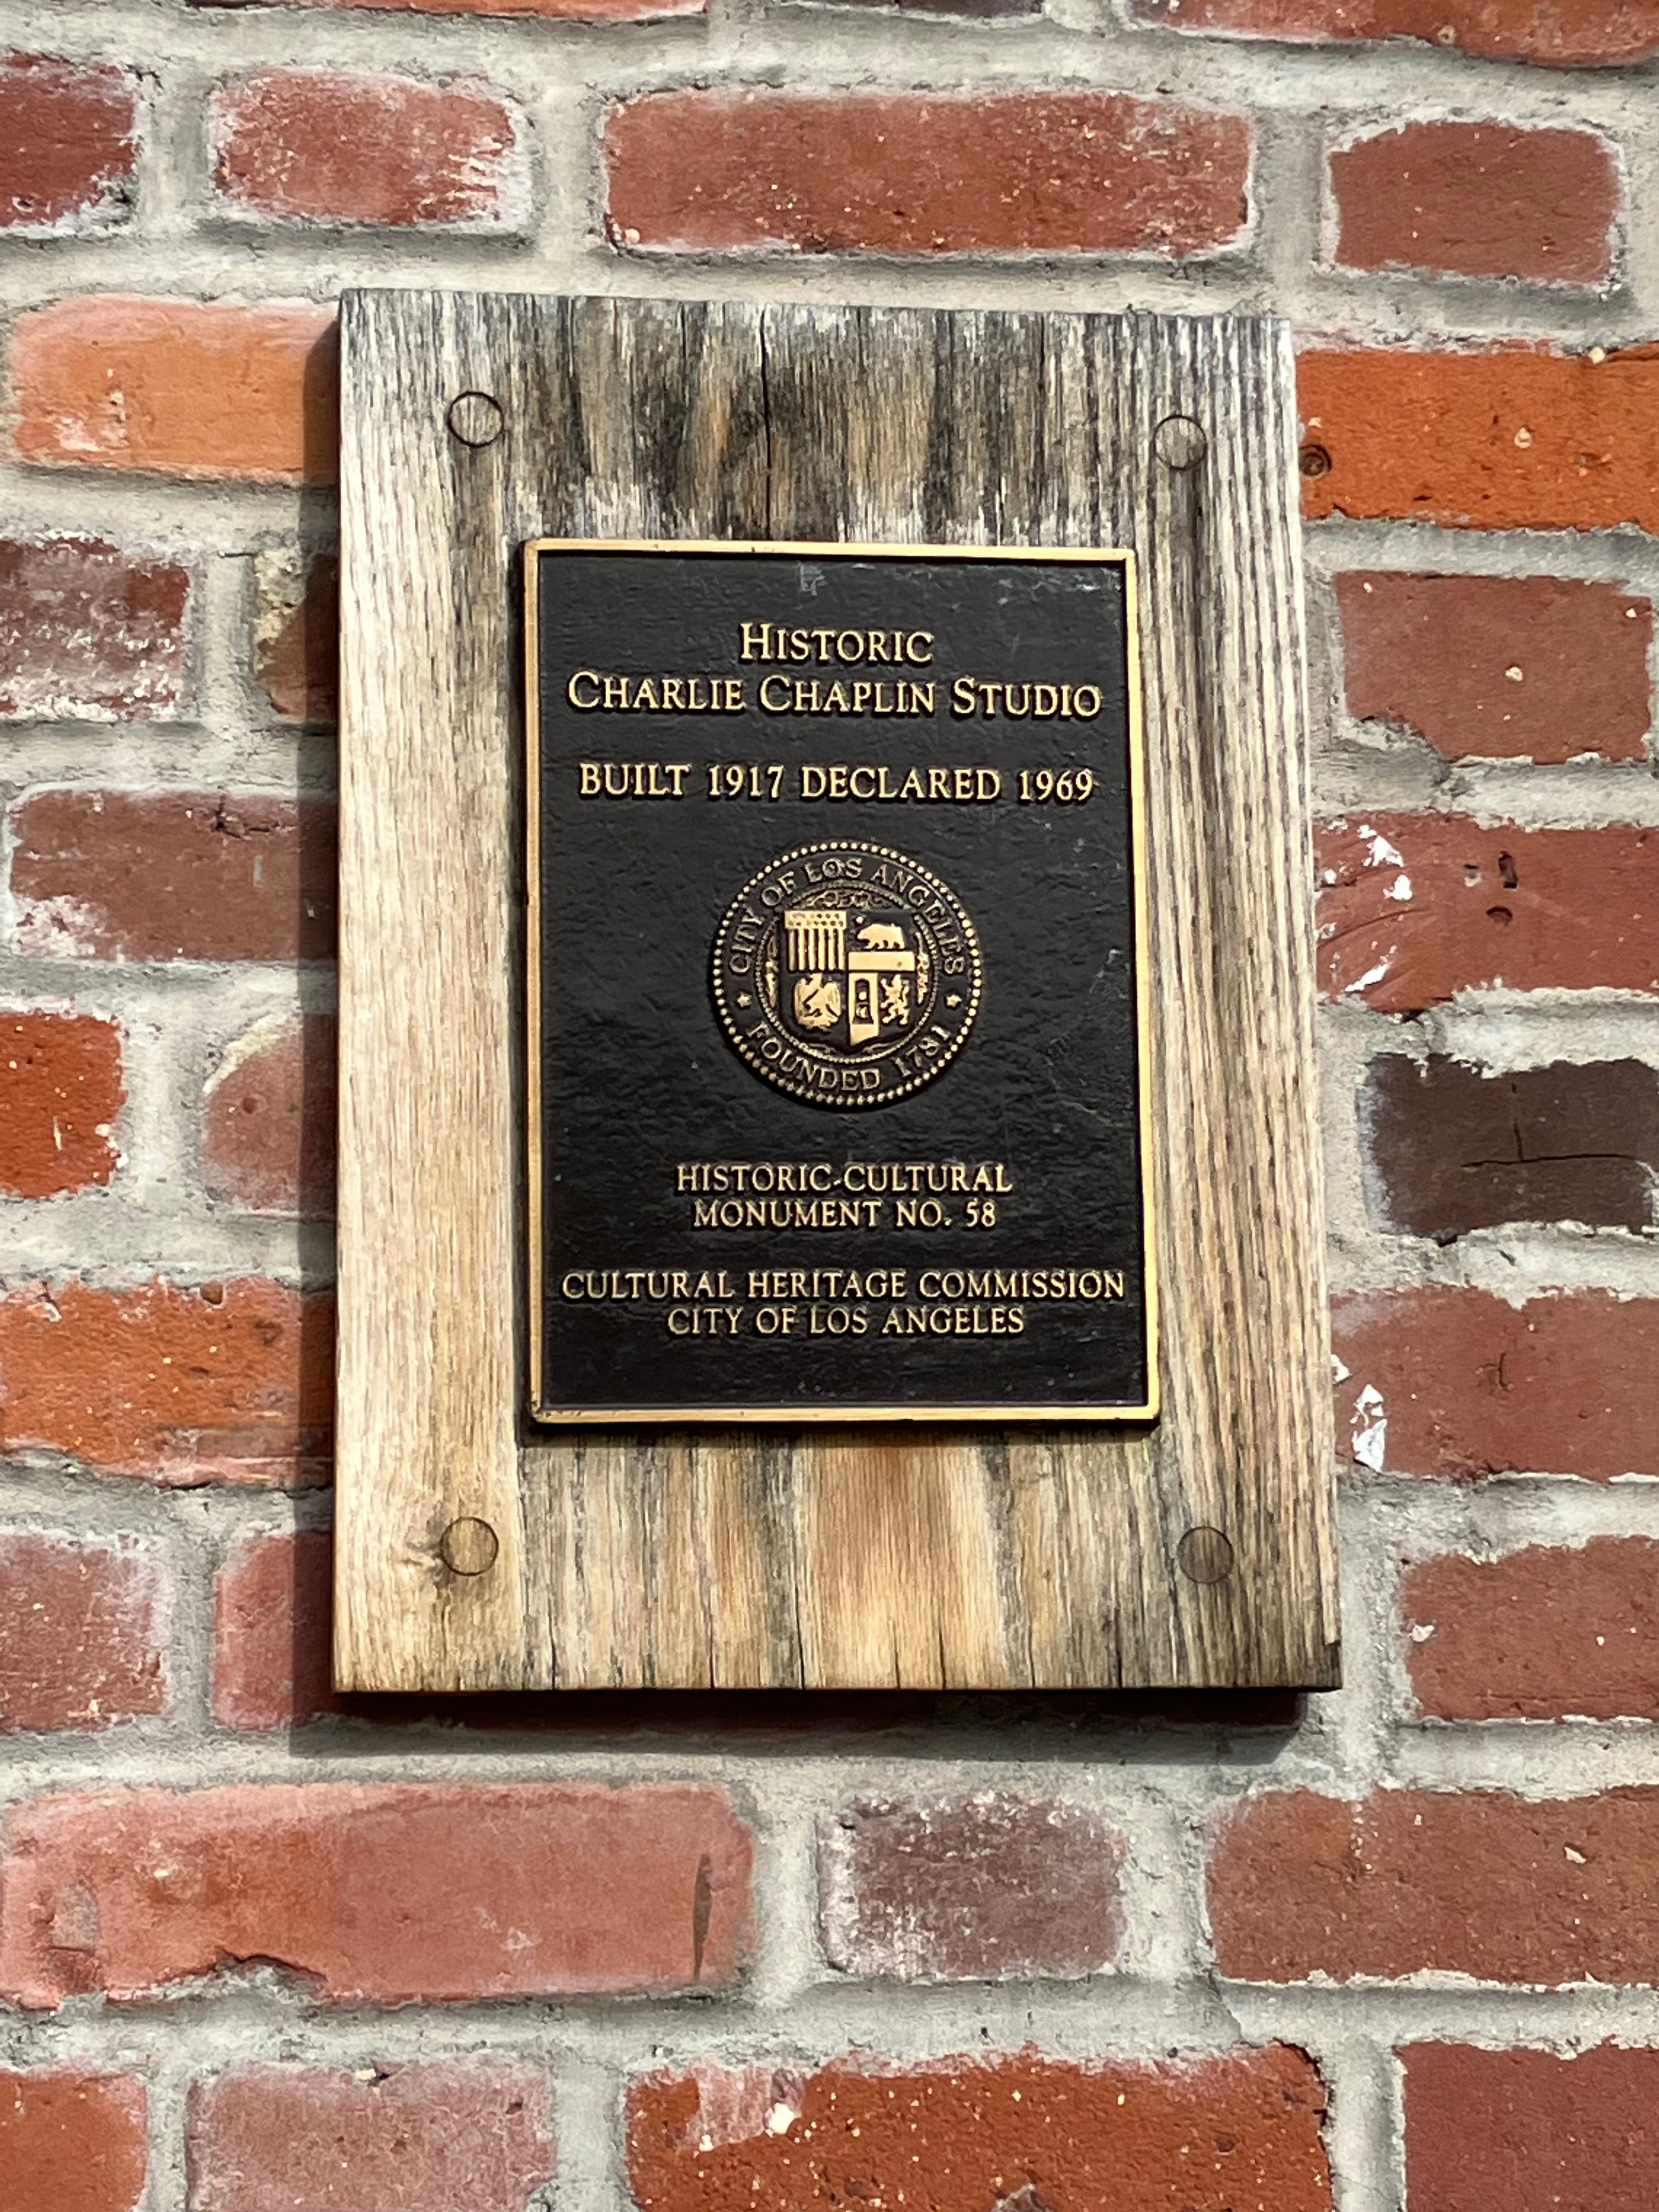 HISTORIC
CHARLIE CHAPLIN STUDIO
BUILT 1917 DECLARED 1969
CITY OF LOS ANGELES
FOUNDED 1781
HISTORIC-CULTURAL
MONUMENT NO. 58
CULTURAL HERITAGE COMMISSION
CITY OF LOS ANGELES